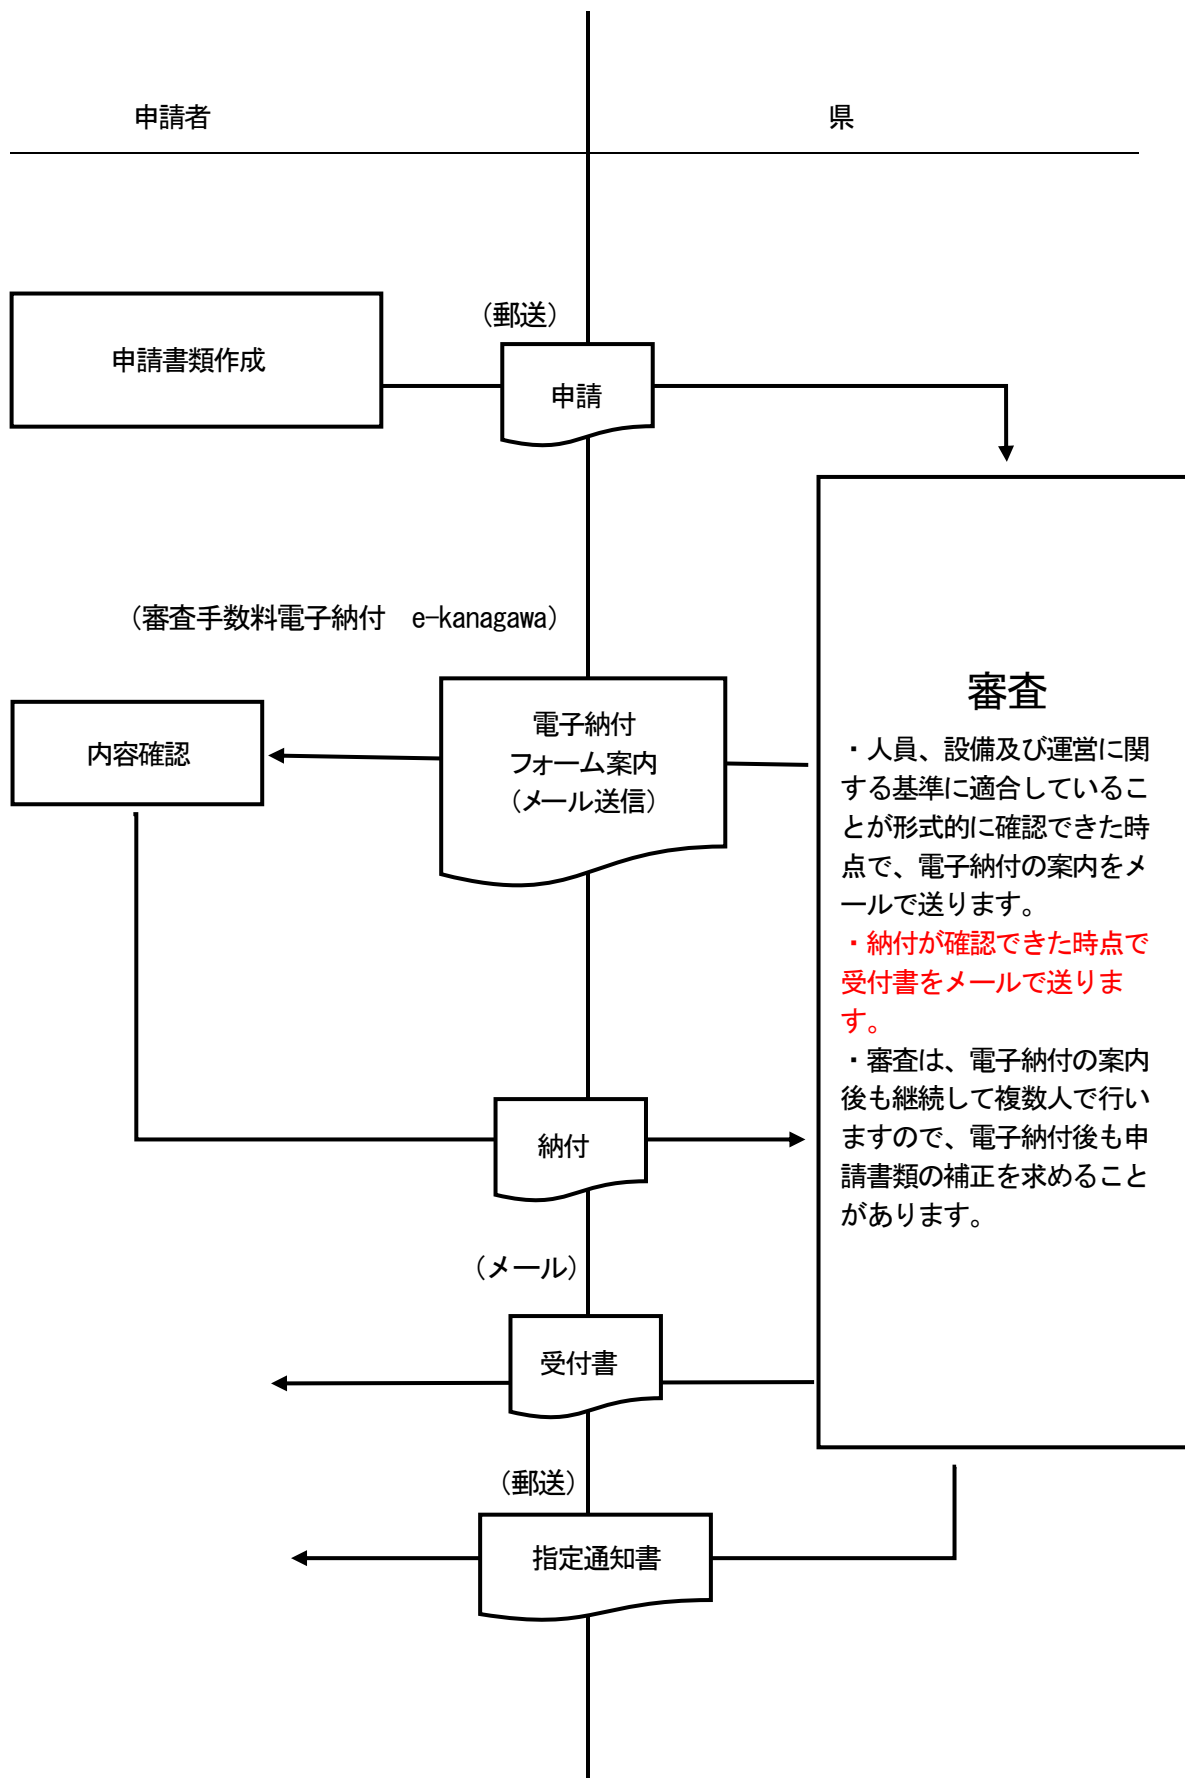 申請者
県
（郵送）
申請書類作成
申請
（審査手数料電子納付　e-kanagawa）
電子納付
フォーム案内
（メール送信）
内容確認
審査
・人員、設備及び運営に関
する基準に適合しているこ
とが形式的に確認できた時
点で、電子納付の案内をメ
ールで送ります。
・納付が確認できた時点で
受付書をメールで送りま
す。
・審査は、電子納付の案内
後も継続して複数人で行い
ますので、電子納付後も申
請書類の補正を求めること
があります。
納付
（メール）
受付書
（郵送）
指定通知書